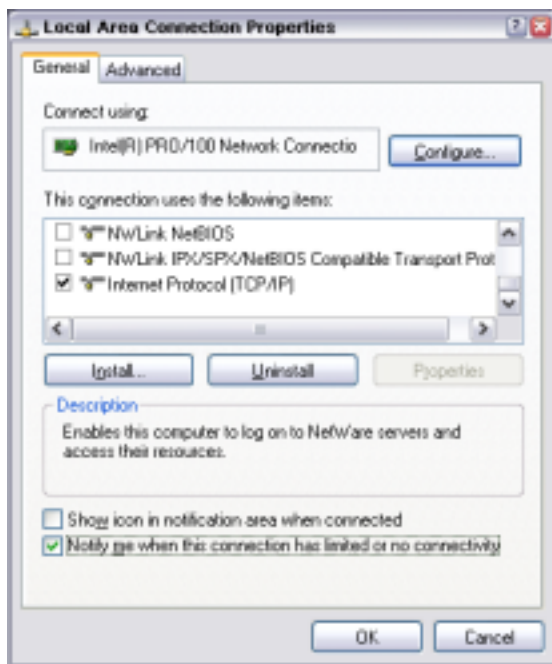 Local Area Connection Properties
General Advanced
Connect using:
Intel(R) PRO/100 Network Connectio
Configure...
This connection uses the following items:
NWLink NetBIOS
NWLink IPX/SPX/NetBIOS Compatible Transport Prot
Internet Protocol (TCP/IP)
Install... Uninstall Properties
Description
Enables this computer to log on to NetWare servers and
access their resources.
Show icon in notification area when connected
Notify me when this connection has limited or no connectivity
OK Cancel